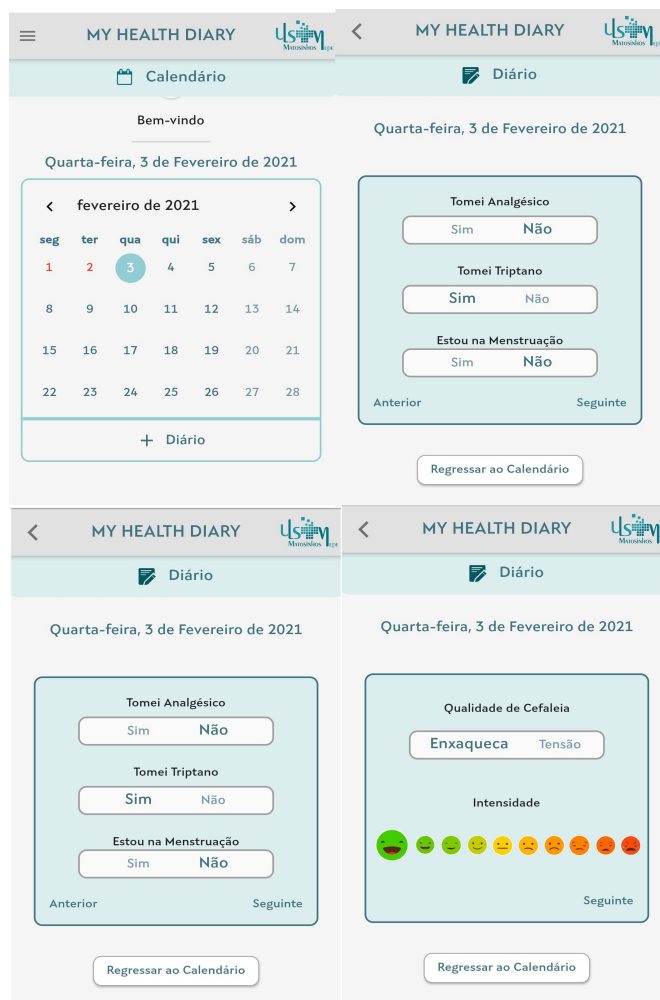 MY HEALTH DIARY
Matosinhos
Calendário
Bem-vindo
Quarta-feira, 3 de Fevereiro de 2021
fevereiro de 2021
seg ter qua qui sex sáb dom
1 2 3 4 5 6 7
8 9 10 11 12 13 14
15 16 17 18 19 20 21
22 23 24 25 26 27 28
+ Diário
MY HEALTH DIARY
Matosinhos
Diário
Quarta-feira, 3 de Fevereiro de 2021
Tomei Analgésico
Sim Não
Tomei Triptano
Sim Não
Estou na Menstruação
Sim Não
Anterior Seguinte
Regressar ao Calendário
MY HEALTH DIARY
Matosinhos
Diário
Quarta-feira, 3 de Fevereiro de 2021
Tomei Analgésico
Sim Não
Tomei Triptano
Sim Não
Estou na Menstruação
Sim Não
Anterior Seguinte
Regressar ao Calendário
MY HEALTH DIARY
Matosinhos
Diário
Quarta-feira, 3 de Fevereiro de 2021
Qualidade de Cefaleia
Enxaqueca Tensão
Intensidade
Seguinte
Regressar ao Calendário